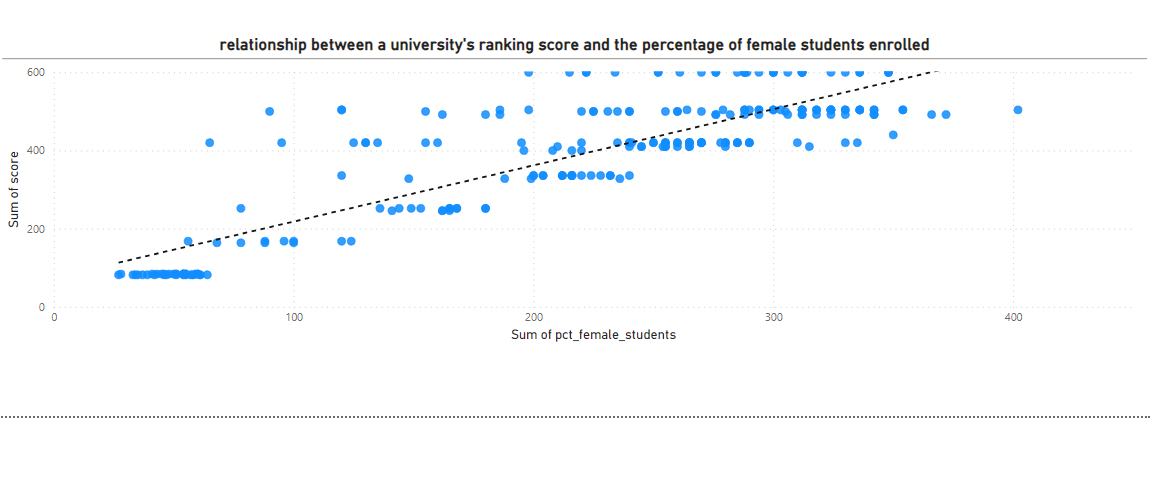 relationship between a university's ranking score and the percentage of female students enrolled
600
400
200
0
Sum of score
0 100 200 300 400
Sum of pct_female_students